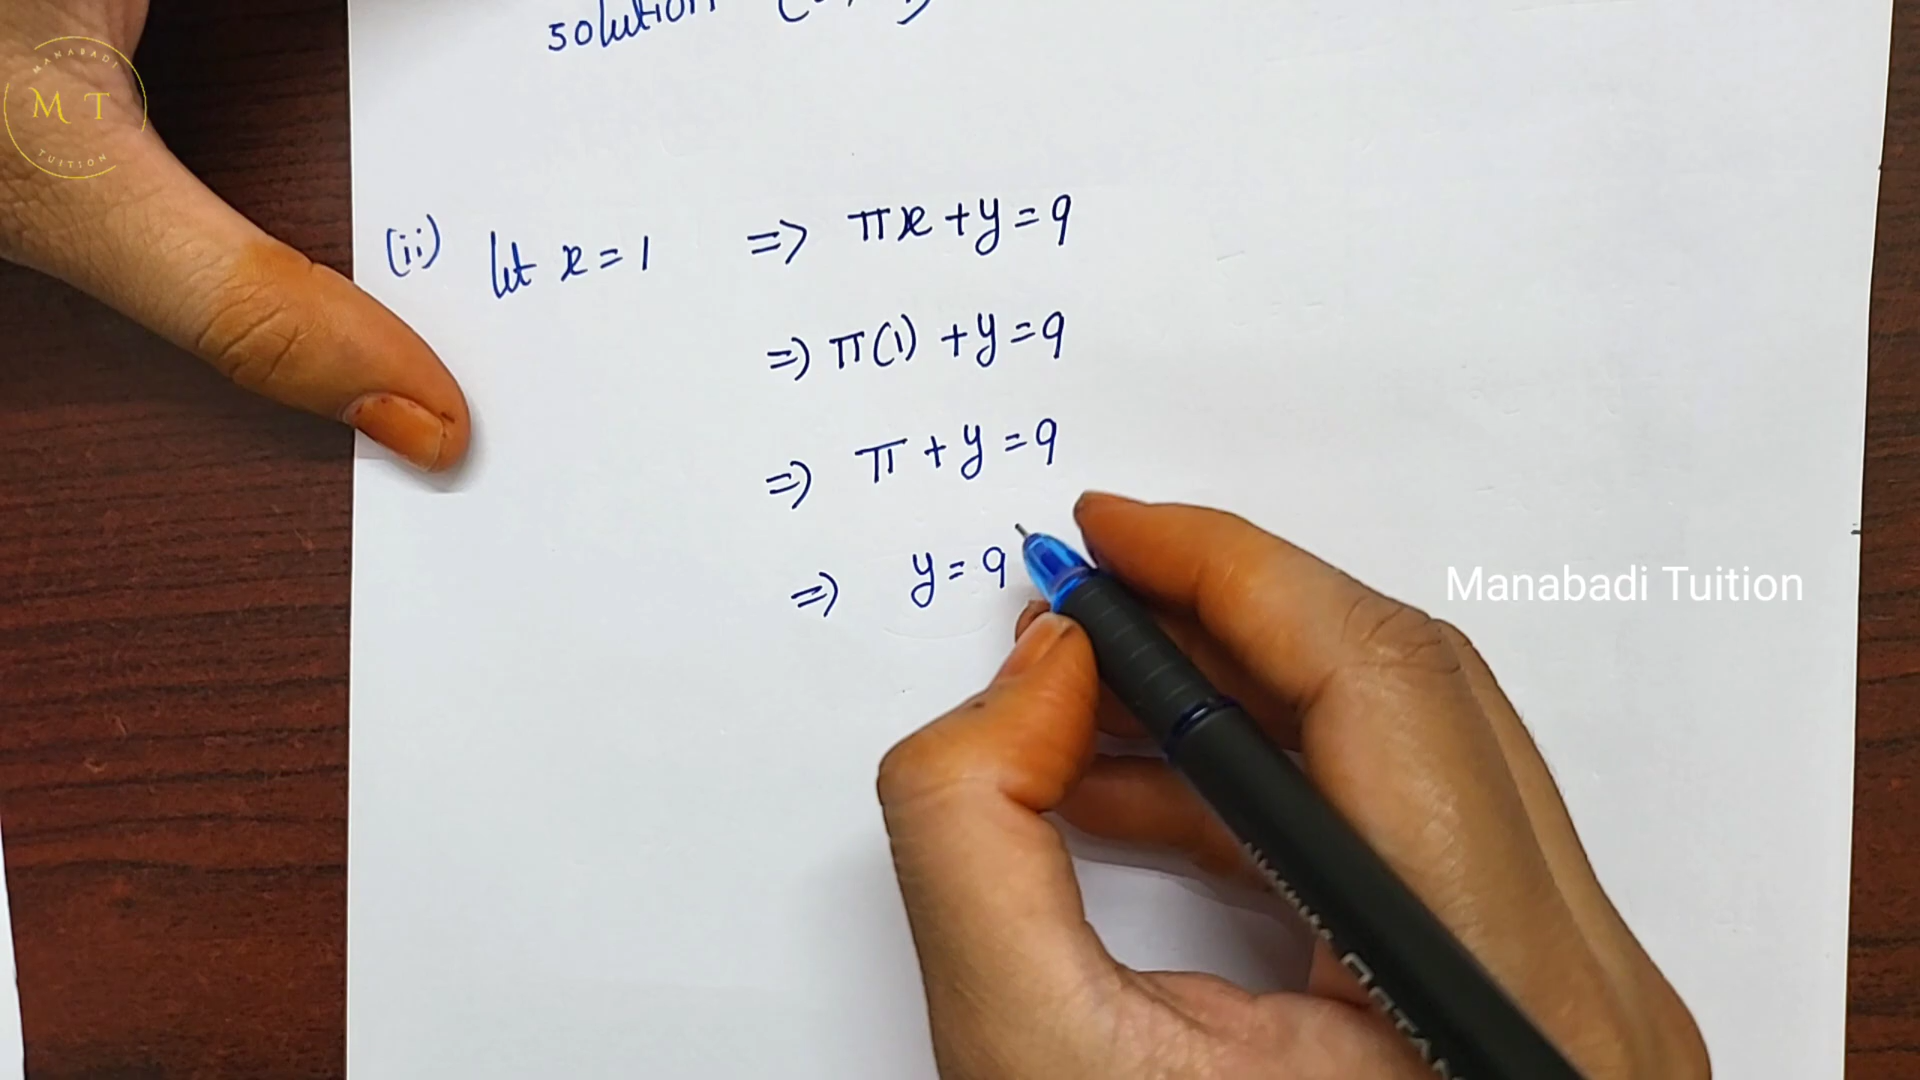 solution
MANABADI
M T
TUITION
(ii) let x = 1 => πx + y = 9
=> π(1) + y = 9
=> π + y = 9
=> y = 9
Manabadi Tuition